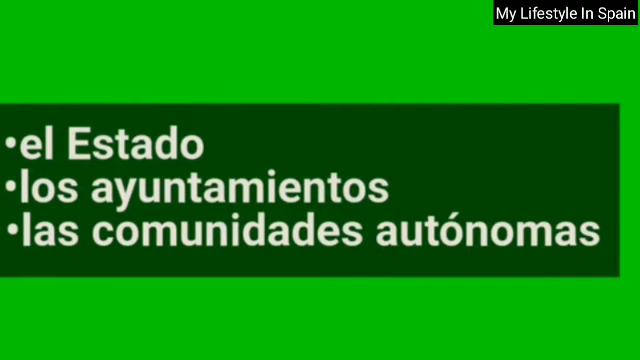 My Lifestyle In Spain
•el Estado
•los ayuntamientos
•las comunidades autónomas